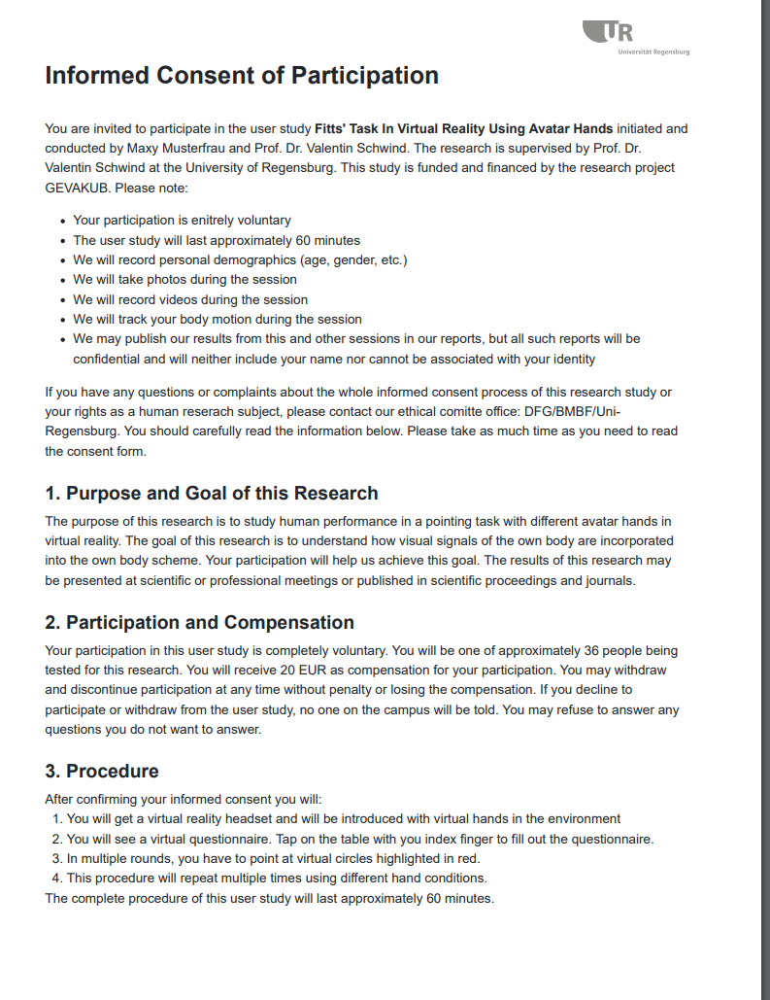 UR
Universität Regensburg
Informed Consent of Participation
You are invited to participate in the user study Fitts' Task In Virtual Reality Using Avatar Hands initiated and
conducted by Maxy Musterfrau and Prof. Dr. Valentin Schwind. The research is supervised by Prof. Dr.
Valentin Schwind at the University of Regensburg. This study is funded and financed by the research project
GEVAKUB. Please note:
• Your participation is enitrely voluntary
• The user study will last approximately 60 minutes
• We will record personal demographics (age, gender, etc.)
• We will take photos during the session
• We will record videos during the session
• We will track your body motion during the session
• We may publish our results from this and other sessions in our reports, but all such reports will be
confidential and will neither include your name nor cannot be associated with your identity
If you have any questions or complaints about the whole informed consent process of this research study or
your rights as a human reserach subject, please contact our ethical comitte office: DFG/BMBF/Uni-
Regensburg. You should carefully read the information below. Please take as much time as you need to read
the consent form.
1. Purpose and Goal of this Research
The purpose of this research is to study human performance in a pointing task with different avatar hands in
virtual reality. The goal of this research is to understand how visual signals of the own body are incorporated
into the own body scheme. Your participation will help us achieve this goal. The results of this research may
be presented at scientific or professional meetings or published in scientific proceedings and journals.
2. Participation and Compensation
Your participation in this user study is completely voluntary. You will be one of approximately 36 people being
tested for this research. You will receive 20 EUR as compensation for your participation. You may withdraw
and discontinue participation at any time without penalty or losing the compensation. If you decline to
participate or withdraw from the user study, no one on the campus will be told. You may refuse to answer any
questions you do not want to answer.
3. Procedure
After confirming your informed consent you will:
1. You will get a virtual reality headset and will be introduced with virtual hands in the environment
2. You will see a virtual questionnaire. Tap on the table with you index finger to fill out the questionnaire.
3. In multiple rounds, you have to point at virtual circles highlighted in red.
4. This procedure will repeat multiple times using different hand conditions.
The complete procedure of this user study will last approximately 60 minutes.